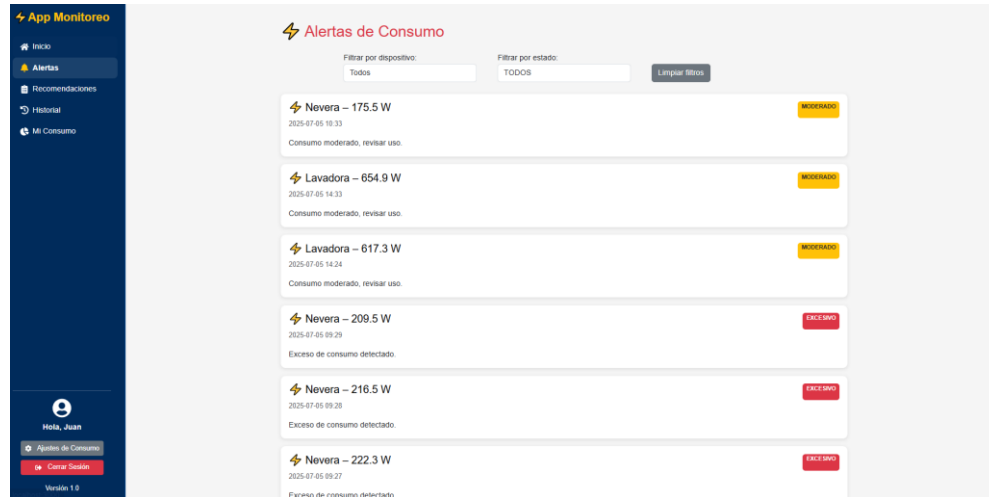 App Monitoreo
Inicio
Alertas
Recomendaciones
Historial
Mi Consumo
Hola, Juan
Ajustes de Consumo
Cerrar Sesión
Versión 1.0
Alertas de Consumo
Filtrar por dispositivo:
Todos
Filtrar por estado:
TODOS
Limpiar filtros
Nevera – 175.5 W
MODERADO
2025-07-05 10:33
Consumo moderado, revisar uso.
Lavadora – 654.9 W
MODERADO
2025-07-05 14:33
Consumo moderado, revisar uso.
Lavadora – 617.3 W
MODERADO
2025-07-05 14:24
Consumo moderado, revisar uso.
Nevera – 209.5 W
EXCESIVO
2025-07-05 09:29
Exceso de consumo detectado.
Nevera – 216.5 W
EXCESIVO
2025-07-05 09:28
Exceso de consumo detectado.
Nevera – 222.3 W
EXCESIVO
2025-07-05 09:27
Exceso de consumo detectado.